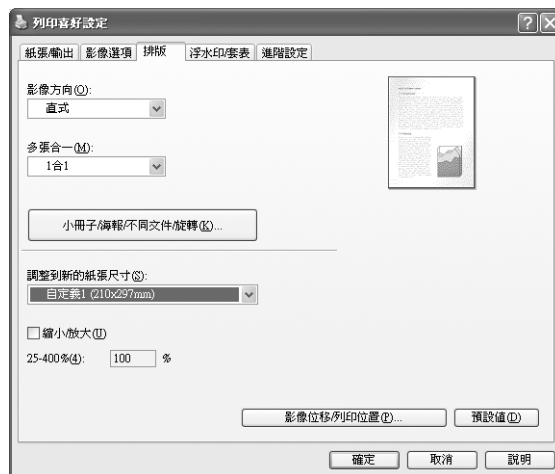 列印喜好設定
紙張/輸出 影像選項 排版 浮水印/套表 進階設定
影像方向(O):
直式
多張合一(M):
1合1
小冊子/海報/不同文件/旋轉(K)...
調整到新的紙張尺寸(S):
自定義1 (210x297mm)
縮小/放大(U)
25-400%(4): 100 %
影像位移/列印位置(P)... 預設值(D)
確定 取消 說明